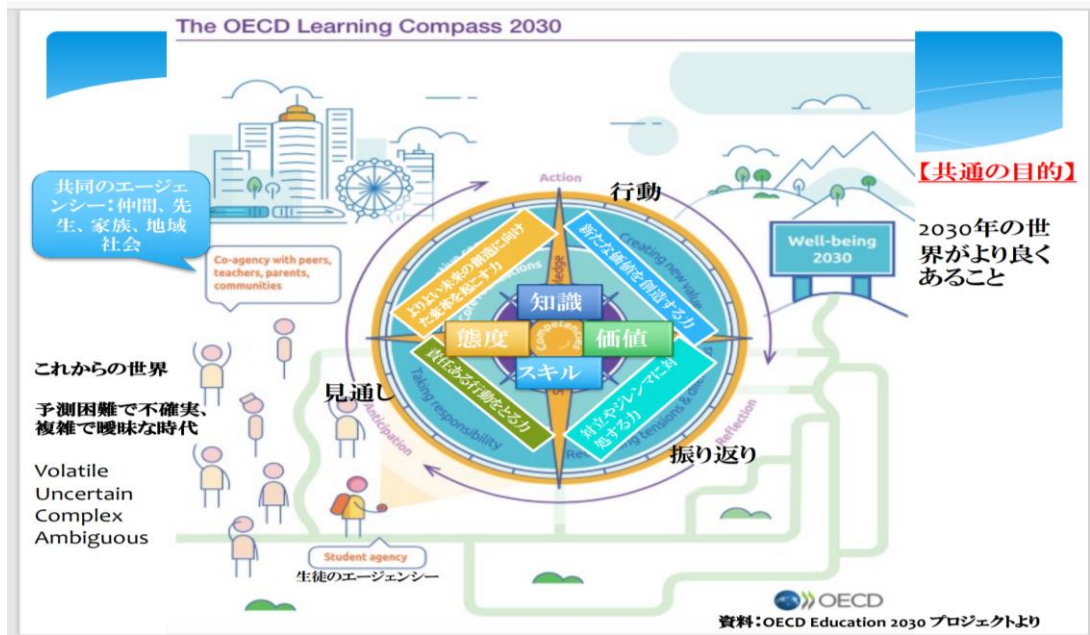 The OECD Learning Compass 2030
共同のエージェ
ンシー：仲間、先
生、家族、地域
社会
Co-agency with peers,
teachers, parents,
communities
Action
行動
【共通の目的】
2030年の世
界がより良く
あること
Well-being
2030
よりよい未来の創造に向け
た変革を起こす力
新たな価値を創造する力
Creating new value
知識
態度
価値
スキル
責任ある行動をとる力
Taking responsibility
対立やジレンマに対
処する力
見通し
Anticipation
振り返り
Reflection
これからの世界
予測困難で不確実、
複雑で曖昧な時代
Volatile
Uncertain
Complex
Ambiguous
Student agency
生徒のエージェンシー
OECD
資料：OECD Education 2030 プロジェクトより